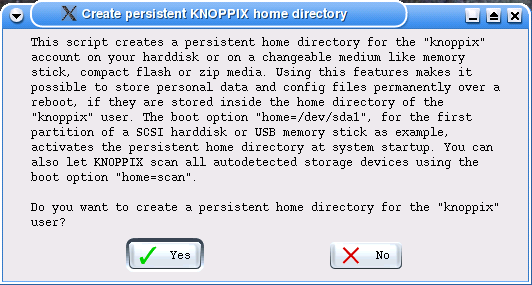 Create persistent KNOPPIX home directory
This script creates a persistent home directory for the "knoppix"
account on your harddisk or on a changeable medium like memory
stick, compact flash or zip media. Using this features makes it
possible to store personal data and config files permanently over a
reboot, if they are stored inside the home directory of the
"knoppix" user. The boot option "home=/dev/sda1", for the first
partition of a SCSI harddisk or USB memory stick as example,
activates the persistent home directory at system startup. You can
also let KNOPPIX scan all autodetected storage devices using the
boot option "home=scan".
Do you want to create a persistent home directory for the "knoppix"
user?
Yes No